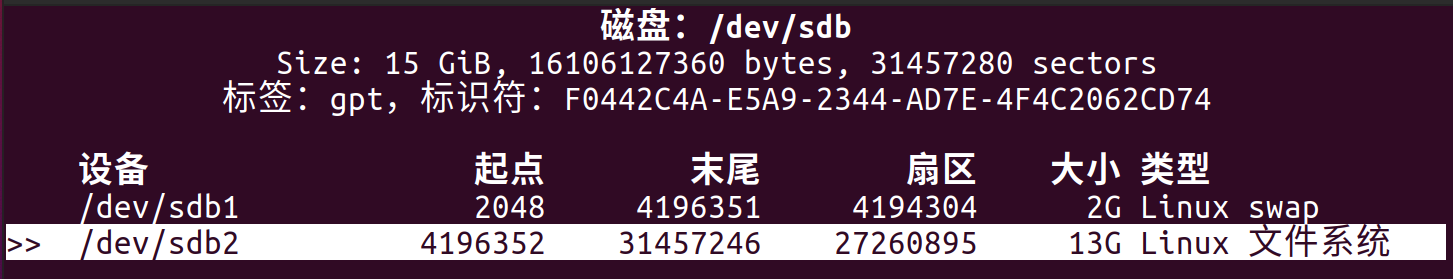 磁盘：/dev/sdb
Size: 15 GiB, 16106127360 bytes, 31457280 sectors
标签：gpt，标识符：F0442C4A-E5A9-2344-AD7E-4F4C2062CD74
设备 起点 末尾 扇区 大小 类型
/dev/sdb1 2048 4196351 4194304 2G Linux swap
>> /dev/sdb2 4196352 31457246 27260895 13G Linux 文件系统